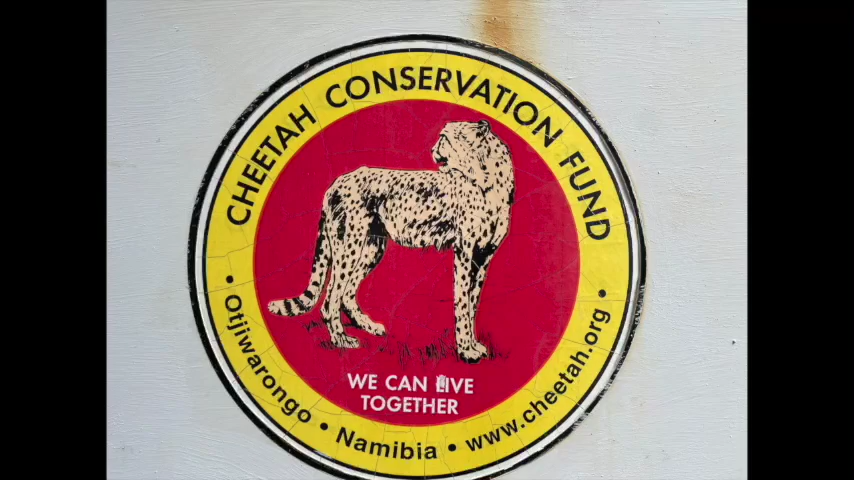 CHEETAH CONSERVATION FUND
WE CAN LIVE
TOGETHER
• Otjiwarongo • Namibia • www.cheetah.org •